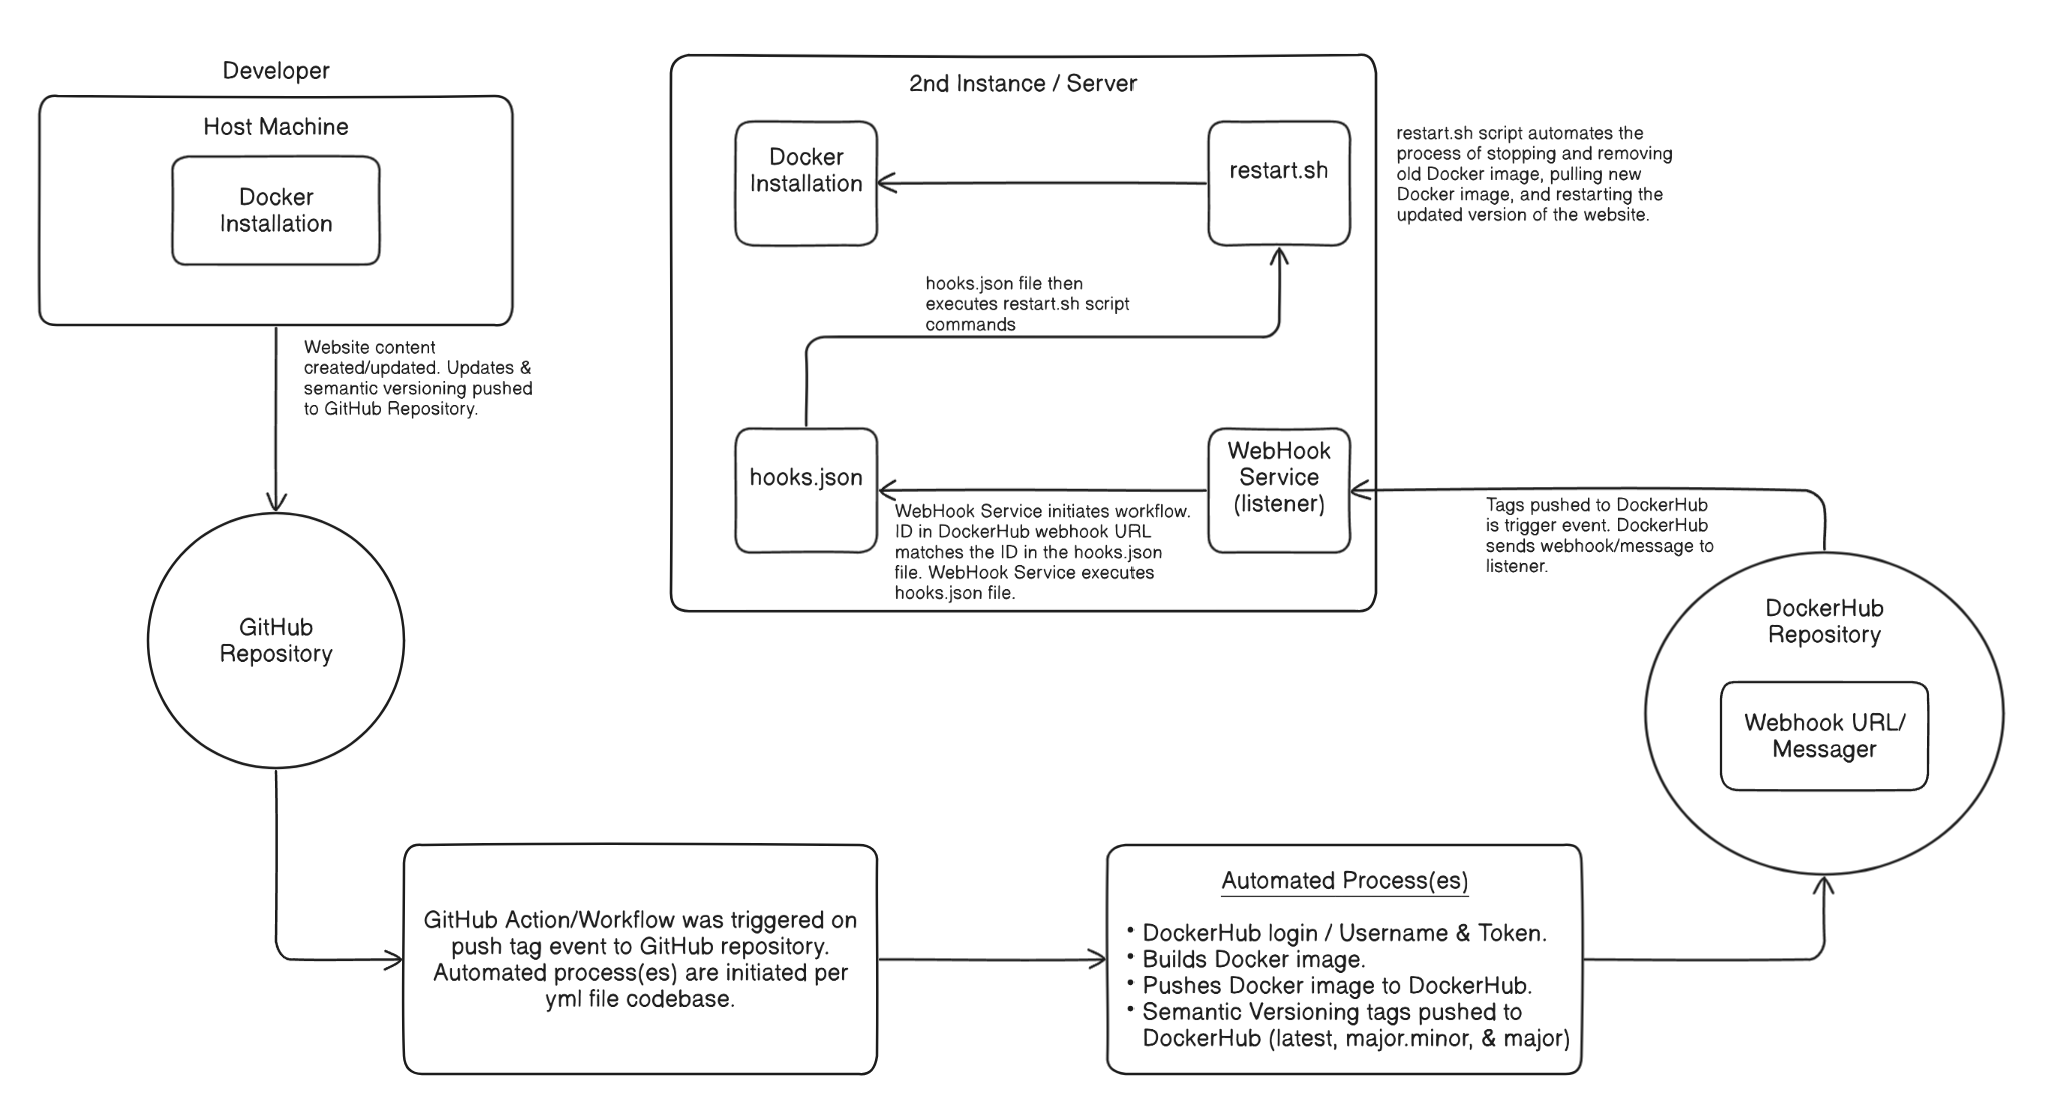 Developer
Host Machine
Docker
Installation
Website content
created/updated. Updates &
semantic versioning pushed
to GitHub Repository.
GitHub
Repository
GitHub Action/Workflow was triggered on
push tag event to GitHub repository.
Automated process(es) are initiated per
yml file codebase.
Automated Process(es)
• DockerHub login / Username & Token.
• Builds Docker image.
• Pushes Docker image to DockerHub.
• Semantic Versioning tags pushed to
DockerHub (latest, major.minor, & major)
DockerHub
Repository
Webhook URL/
Messager
Tags pushed to DockerHub
is trigger event. DockerHub
sends webhook/message to
listener.
2nd Instance / Server
WebHook
Service
(listener)
WebHook Service initiates workflow.
ID in DockerHub webhook URL
matches the ID in the hooks.json
file. WebHook Service executes
hooks.json file.
hooks.json
hooks.json file then
executes restart.sh script
commands
restart.sh
restart.sh script automates the
process of stopping and removing
old Docker image, pulling new
Docker image, and restarting the
updated version of the website.
Docker
Installation